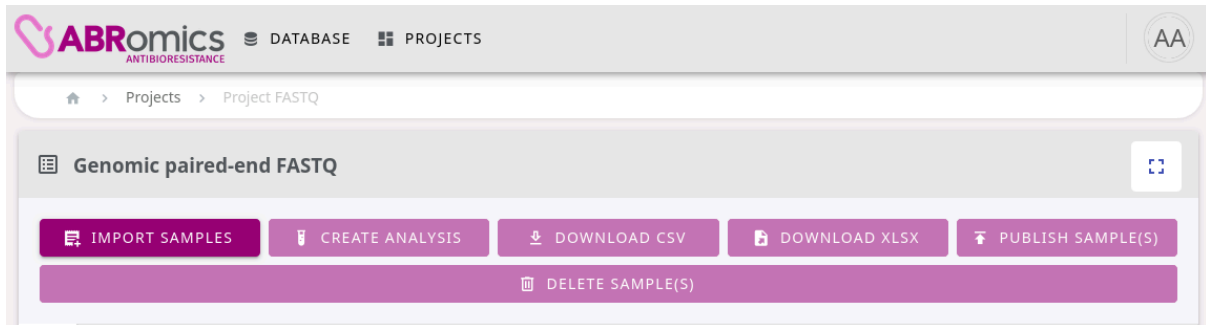 ABRomics
ANTIBIORESISTANCE
DATABASE PROJECTS
AA
> Projects > Project FASTQ
Genomic paired-end FASTQ
IMPORT SAMPLES CREATE ANALYSIS DOWNLOAD CSV DOWNLOAD XLSX PUBLISH SAMPLE(S)
DELETE SAMPLE(S)